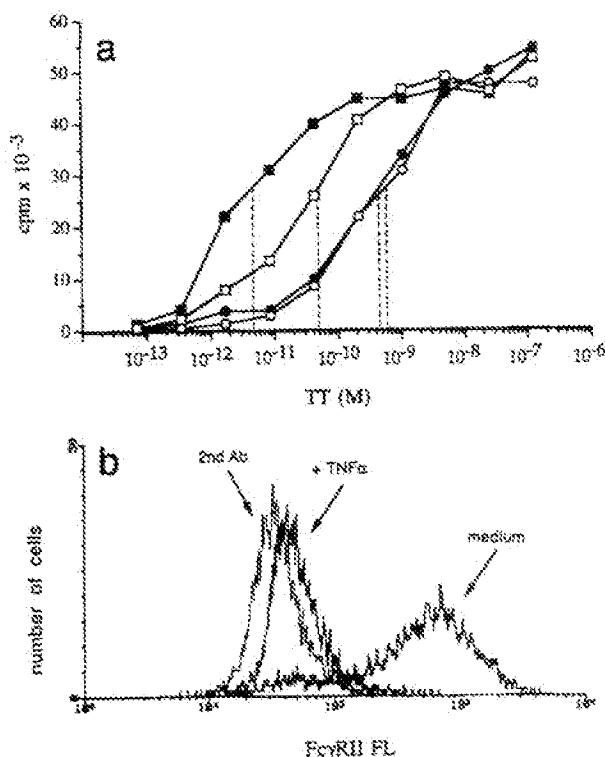 a
cpm x 10⁻³
60
50
40
30
20
10
0
10⁻¹³ 10⁻¹² 10⁻¹¹ 10⁻¹⁰ 10⁻⁹ 10⁻⁸ 10⁻⁷ 10⁻⁶
TT (M)
b
2nd Ab
+ TNFα
medium
number of cells
FcγRII FL